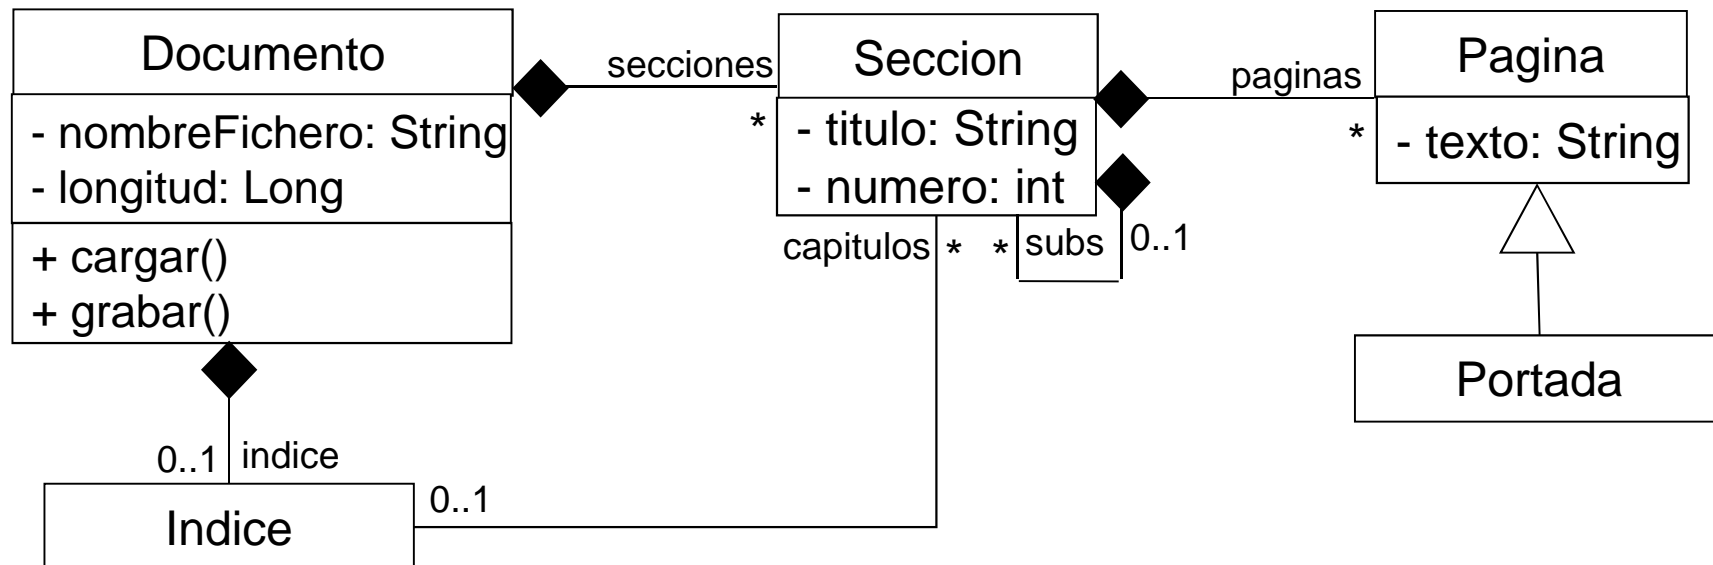 Documento
- nombreFichero: String
- longitud: Long
+ cargar()
+ grabar()
secciones
*
Seccion
- titulo: String
- numero: int
paginas
*
Pagina
- texto: String
capitulos
*
*
subs
0..1
Portada
0..1
indice
Indice
0..1